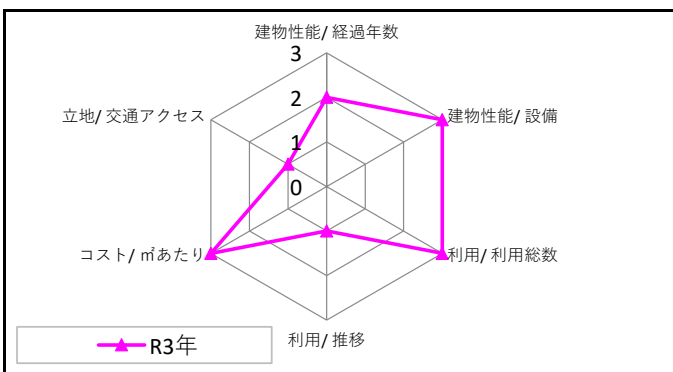 建物性能/ 経過年数
3
立地/ 交通アクセス
2
建物性能/ 設備
1
0
コスト/ ㎡あたり
利用/ 利用総数
利用/ 推移
R3年